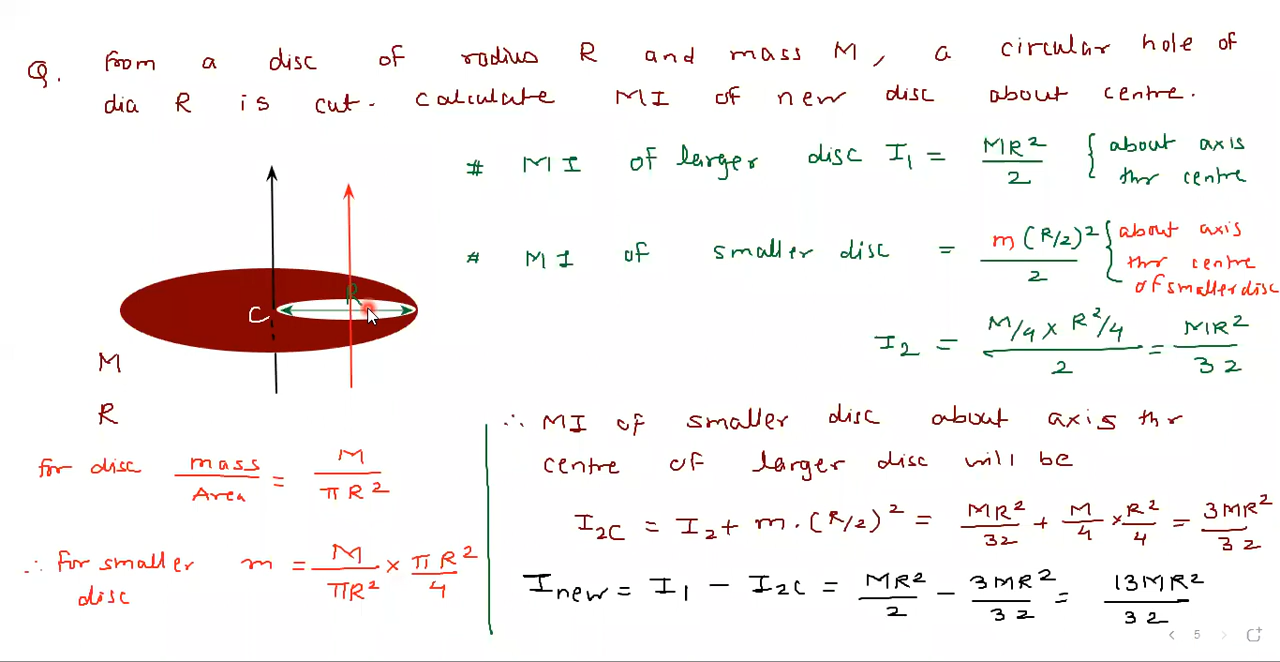 Q. From a disc of radius R and mass M, a circular hole of
dia R is cut. Calculate MI of new disc about centre.
# MI of larger disc I₁ = MR²/2 { about axis thr centre
# MI of smaller disc = m(R/2)²/2 { about axis thr centre of smaller disc
I₂ = (M/4 × R²/4)/2 = MR²/32
R
C
M
R
For disc mass/Area = M/πR²
∴ For smaller disc m = M/πR² × πR²/4
∴ MI of smaller disc about axis thr
centre of larger disc will be
I₂C = I₂ + m.(R/2)² = MR²/32 + M/4 × R²/4 = 3MR²/32
Inew = I₁ - I₂C = MR²/2 - 3MR²/32 = 13MR²/32
5